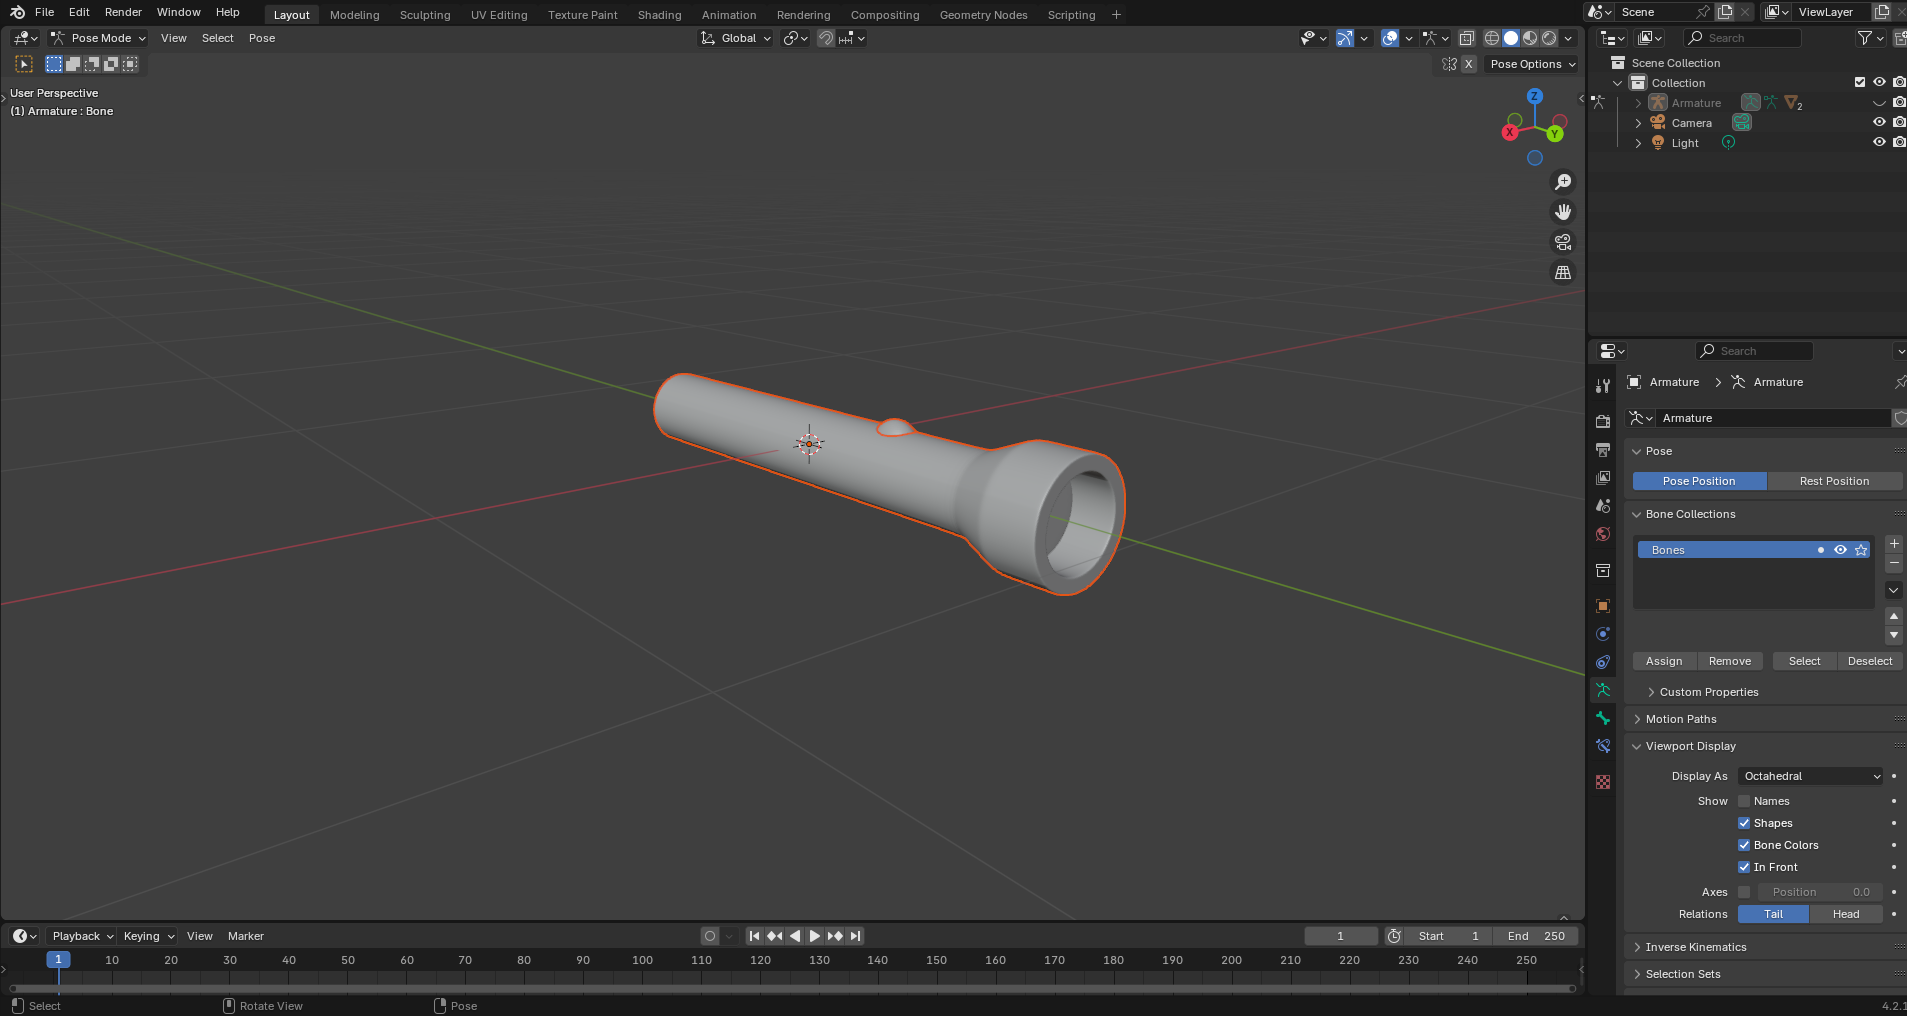 File Edit Render Window Help Layout Modeling Sculpting UV Editing Texture Paint Shading Animation Rendering Compositing Geometry Nodes Scripting + Scene ViewLayer
Pose Mode View Select Pose Global Search
X Pose Options
User Perspective
(1) Armature : Bone
Scene Collection
Collection
Armature 2
Camera
Light
Z
X
Y
Search
Armature > Armature
Armature
Pose
Pose Position Rest Position
Bone Collections
Bones
Assign Remove Select Deselect
Custom Properties
Motion Paths
Viewport Display
Display As Octahedral
Show Names
Shapes
Bone Colors
In Front
Axes Position 0.0
Relations Tail Head
Inverse Kinematics
Selection Sets
Playback Keying View Marker 1 Start 1 End 250
1 10 20 30 40 50 60 70 80 90 100 110 120 130 140 150 160 170 180 190 200 210 220 230 240 250
Select Rotate View Pose 4.2.1